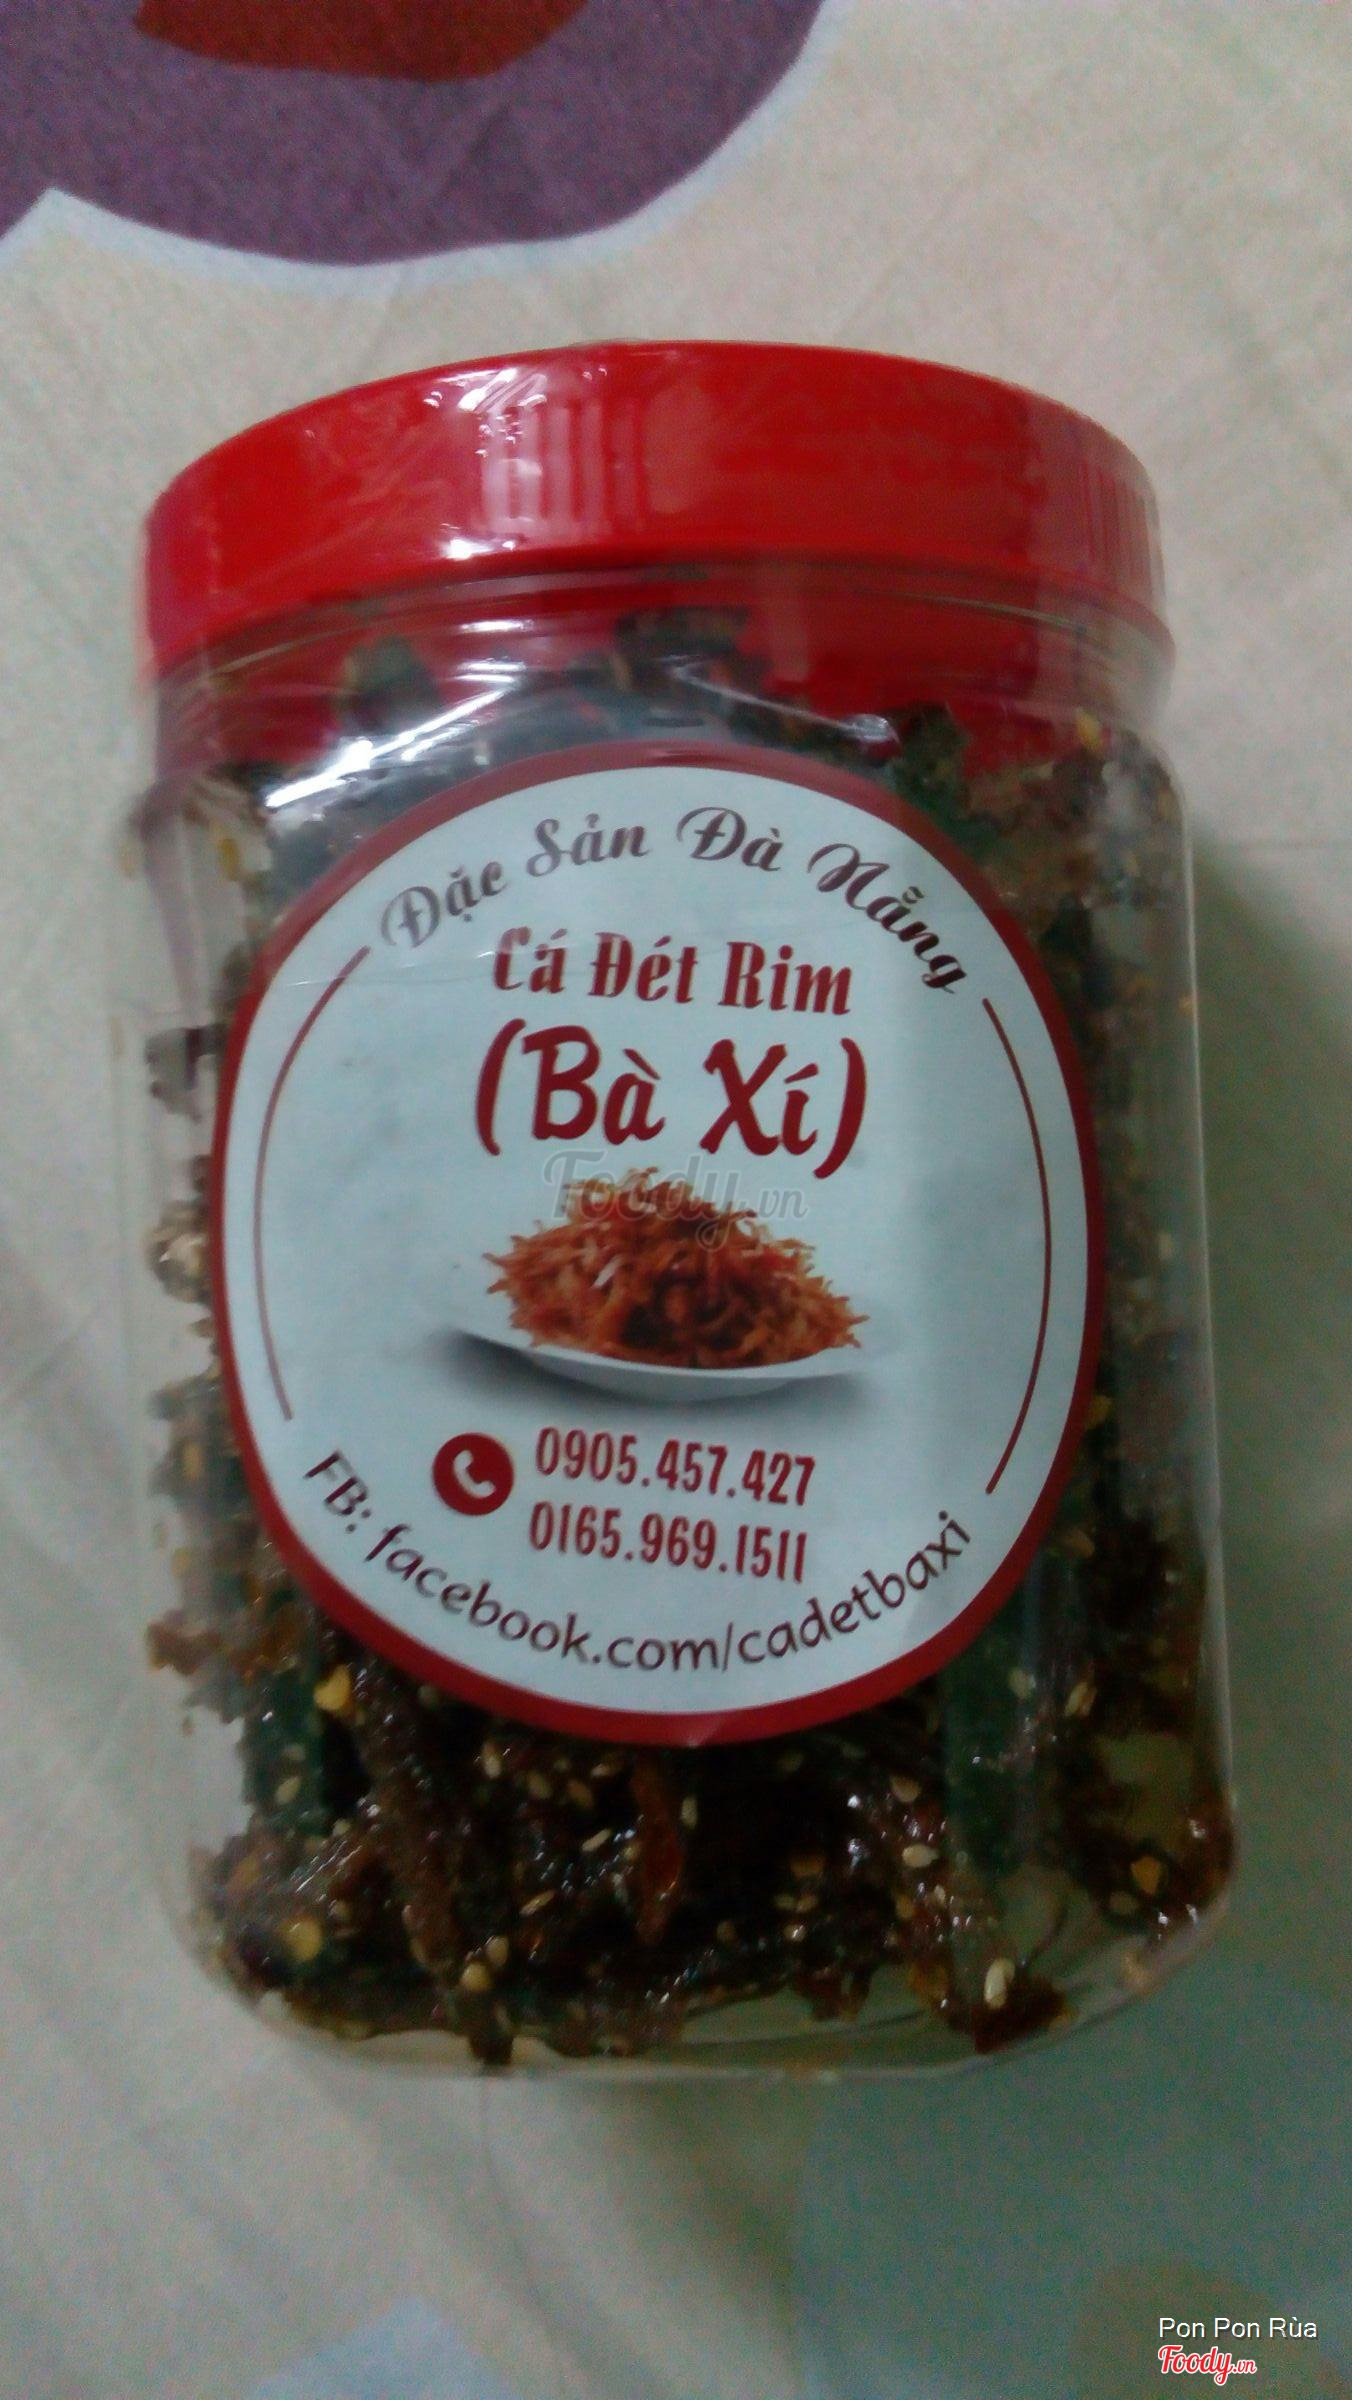 Đặc Sản Đà Nẵng
Cá Đét Rim
(Bà Xí)
Foody.vn
0905.457.427
0165.969.1511
FB: facebook.com/cadetbaxi
Pon Pon Rùa
Foody.vn